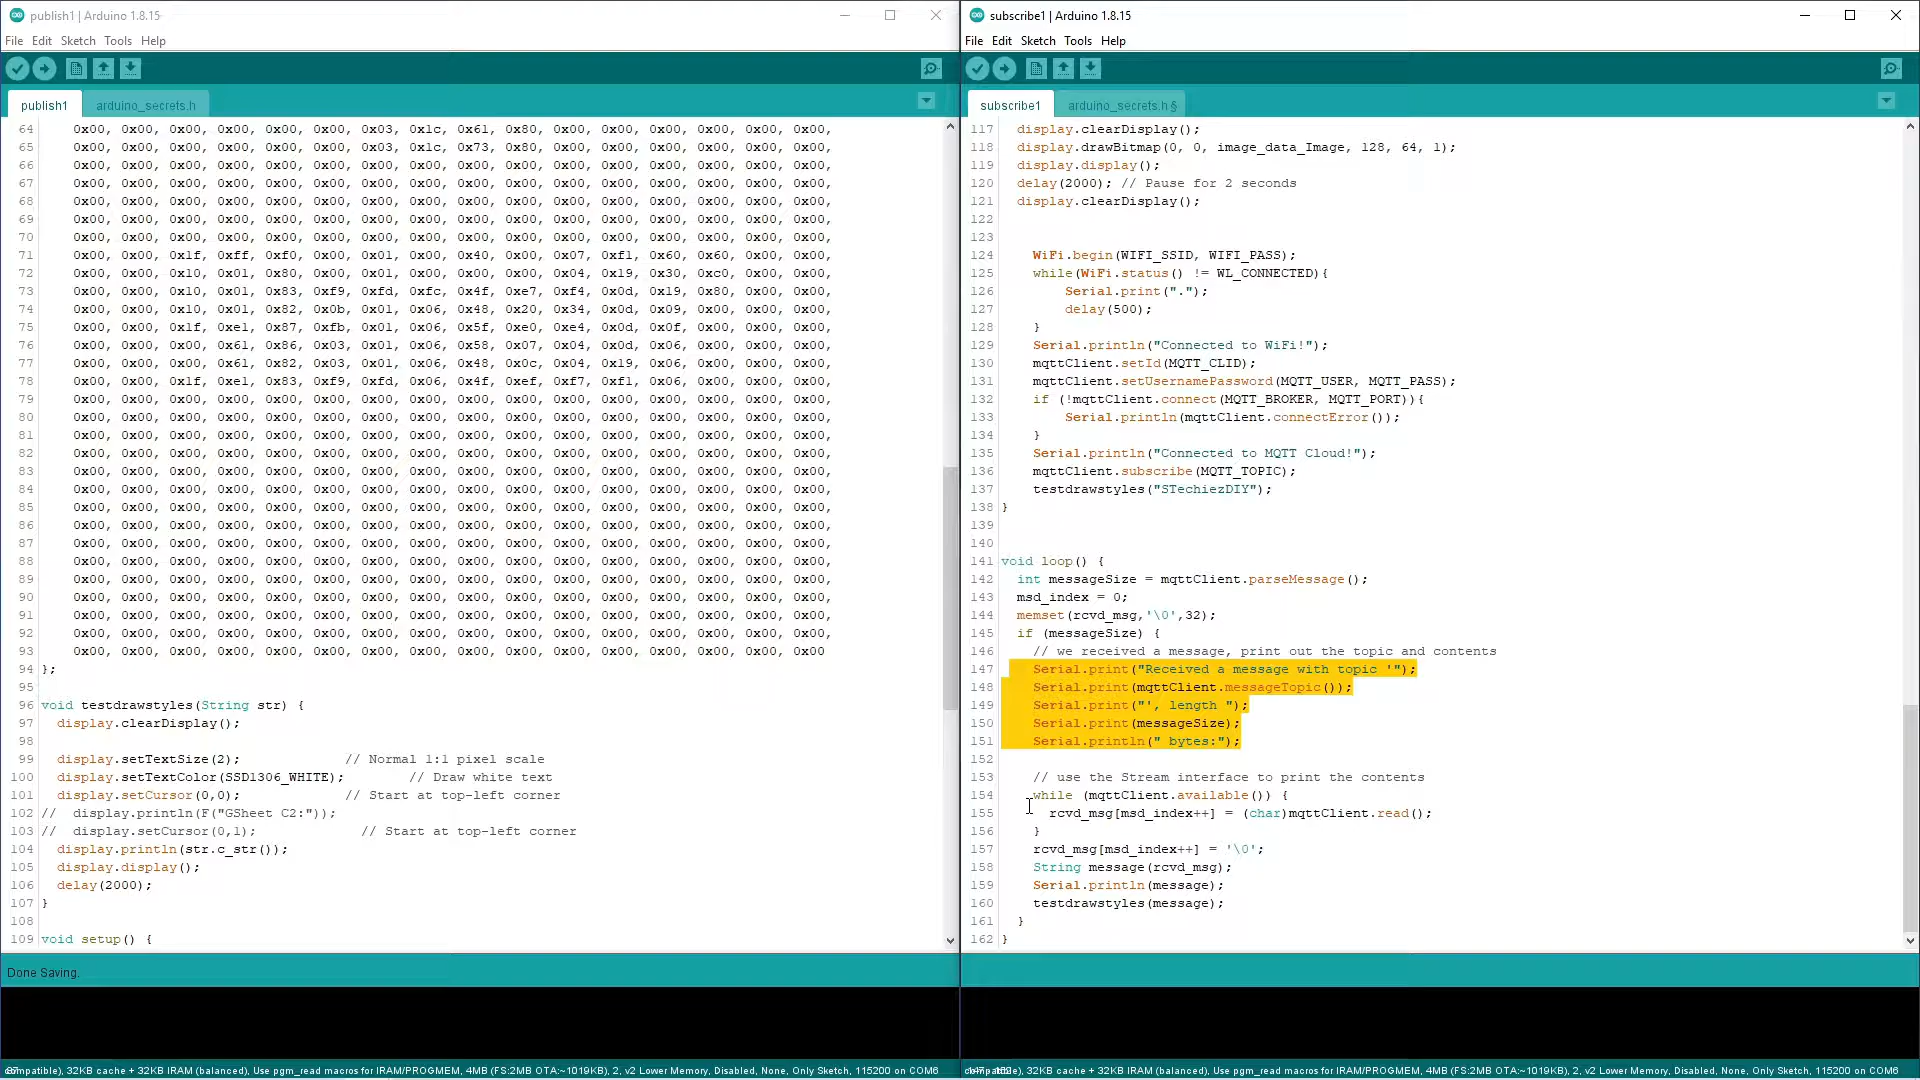 publish1 | Arduino 1.8.15
File Edit Sketch Tools Help
publish1 arduino_secrets.h
64 0x00, 0x00, 0x00, 0x00, 0x00, 0x00, 0x03, 0x1c, 0x61, 0x80, 0x00, 0x00, 0x00, 0x00, 0x00, 0x00,
65 0x00, 0x00, 0x00, 0x00, 0x00, 0x00, 0x03, 0x1c, 0x73, 0x80, 0x00, 0x00, 0x00, 0x00, 0x00, 0x00,
66 0x00, 0x00, 0x00, 0x00, 0x00, 0x00, 0x00, 0x00, 0x00, 0x00, 0x00, 0x00, 0x00, 0x00, 0x00, 0x00,
67 0x00, 0x00, 0x00, 0x00, 0x00, 0x00, 0x00, 0x00, 0x00, 0x00, 0x00, 0x00, 0x00, 0x00, 0x00, 0x00,
68 0x00, 0x00, 0x00, 0x00, 0x00, 0x00, 0x00, 0x00, 0x00, 0x00, 0x00, 0x00, 0x00, 0x00, 0x00, 0x00,
69 0x00, 0x00, 0x00, 0x00, 0x00, 0x00, 0x00, 0x00, 0x00, 0x00, 0x00, 0x00, 0x00, 0x00, 0x00, 0x00,
70 0x00, 0x00, 0x00, 0x00, 0x00, 0x00, 0x00, 0x00, 0x00, 0x00, 0x00, 0x00, 0x00, 0x00, 0x00, 0x00,
71 0x00, 0x00, 0x1f, 0xff, 0xf0, 0x00, 0x01, 0x00, 0x40, 0x00, 0x07, 0xf1, 0x60, 0x60, 0x00, 0x00,
72 0x00, 0x00, 0x10, 0x01, 0x80, 0x00, 0x01, 0x00, 0x00, 0x00, 0x04, 0x19, 0x30, 0xc0, 0x00, 0x00,
73 0x00, 0x00, 0x10, 0x01, 0x83, 0xf9, 0xfd, 0xfc, 0x4f, 0xe7, 0xf4, 0x0d, 0x19, 0x80, 0x00, 0x00,
74 0x00, 0x00, 0x10, 0x01, 0x82, 0x0b, 0x01, 0x06, 0x48, 0x20, 0x34, 0x0d, 0x09, 0x00, 0x00, 0x00,
75 0x00, 0x00, 0x1f, 0xe1, 0x87, 0xfb, 0x01, 0x06, 0x5f, 0xe0, 0xe4, 0x0d, 0x0f, 0x00, 0x00, 0x00,
76 0x00, 0x00, 0x00, 0x61, 0x86, 0x03, 0x01, 0x06, 0x58, 0x07, 0x04, 0x0d, 0x06, 0x00, 0x00, 0x00,
77 0x00, 0x00, 0x00, 0x61, 0x82, 0x03, 0x01, 0x06, 0x48, 0x0c, 0x04, 0x19, 0x06, 0x00, 0x00, 0x00,
78 0x00, 0x00, 0x1f, 0xe1, 0x83, 0xf9, 0xfd, 0x06, 0x4f, 0xef, 0xf7, 0xf1, 0x06, 0x00, 0x00, 0x00,
79 0x00, 0x00, 0x00, 0x00, 0x00, 0x00, 0x00, 0x00, 0x00, 0x00, 0x00, 0x00, 0x00, 0x00, 0x00, 0x00,
80 0x00, 0x00, 0x00, 0x00, 0x00, 0x00, 0x00, 0x00, 0x00, 0x00, 0x00, 0x00, 0x00, 0x00, 0x00, 0x00,
81 0x00, 0x00, 0x00, 0x00, 0x00, 0x00, 0x00, 0x00, 0x00, 0x00, 0x00, 0x00, 0x00, 0x00, 0x00, 0x00,
82 0x00, 0x00, 0x00, 0x00, 0x00, 0x00, 0x00, 0x00, 0x00, 0x00, 0x00, 0x00, 0x00, 0x00, 0x00, 0x00,
83 0x00, 0x00, 0x00, 0x00, 0x00, 0x00, 0x00, 0x00, 0x00, 0x00, 0x00, 0x00, 0x00, 0x00, 0x00, 0x00,
84 0x00, 0x00, 0x00, 0x00, 0x00, 0x00, 0x00, 0x00, 0x00, 0x00, 0x00, 0x00, 0x00, 0x00, 0x00, 0x00,
85 0x00, 0x00, 0x00, 0x00, 0x00, 0x00, 0x00, 0x00, 0x00, 0x00, 0x00, 0x00, 0x00, 0x00, 0x00, 0x00,
86 0x00, 0x00, 0x00, 0x00, 0x00, 0x00, 0x00, 0x00, 0x00, 0x00, 0x00, 0x00, 0x00, 0x00, 0x00, 0x00,
87 0x00, 0x00, 0x00, 0x00, 0x00, 0x00, 0x00, 0x00, 0x00, 0x00, 0x00, 0x00, 0x00, 0x00, 0x00, 0x00,
88 0x00, 0x00, 0x00, 0x00, 0x00, 0x00, 0x00, 0x00, 0x00, 0x00, 0x00, 0x00, 0x00, 0x00, 0x00, 0x00,
89 0x00, 0x00, 0x00, 0x00, 0x00, 0x00, 0x00, 0x00, 0x00, 0x00, 0x00, 0x00, 0x00, 0x00, 0x00, 0x00,
90 0x00, 0x00, 0x00, 0x00, 0x00, 0x00, 0x00, 0x00, 0x00, 0x00, 0x00, 0x00, 0x00, 0x00, 0x00, 0x00,
91 0x00, 0x00, 0x00, 0x00, 0x00, 0x00, 0x00, 0x00, 0x00, 0x00, 0x00, 0x00, 0x00, 0x00, 0x00, 0x00,
92 0x00, 0x00, 0x00, 0x00, 0x00, 0x00, 0x00, 0x00, 0x00, 0x00, 0x00, 0x00, 0x00, 0x00, 0x00, 0x00,
93 0x00, 0x00, 0x00, 0x00, 0x00, 0x00, 0x00, 0x00, 0x00, 0x00, 0x00, 0x00, 0x00, 0x00, 0x00, 0x00
94 };
95
96 void testdrawstyles(String str) {
97 display.clearDisplay();
98
99 display.setTextSize(2); // Normal 1:1 pixel scale
100 display.setTextColor(SSD1306_WHITE); // Draw white text
101 display.setCursor(0,0); // Start at top-left corner
102 // display.println(F("GSheet C2:"));
103 // display.setCursor(0,1); // Start at top-left corner
104 display.println(str.c_str());
105 display.display();
106 delay(2000);
107 }
108
109 void setup() {
Done Saving.
compatible), 32KB cache + 32KB IRAM (balanced), Use pgm_read macros for IRAM/PROGMEM, 4MB (FS:2MB OTA:~1019KB), 2, v2 Lower Memory, Disabled, None, Only Sketch, 115200 on COM6
subscribe1 | Arduino 1.8.15
File Edit Sketch Tools Help
subscribe1 arduino_secrets.h §
117 display.clearDisplay();
118 display.drawBitmap(0, 0, image_data_Image, 128, 64, 1);
119 display.display();
120 delay(2000); // Pause for 2 seconds
121 display.clearDisplay();
122
123
124 WiFi.begin(WIFI_SSID, WIFI_PASS);
125 while(WiFi.status() != WL_CONNECTED){
126 Serial.print(".");
127 delay(500);
128 }
129 Serial.println("Connected to WiFi!");
130 mqttClient.setId(MQTT_CLID);
131 mqttClient.setUsernamePassword(MQTT_USER, MQTT_PASS);
132 if (!mqttClient.connect(MQTT_BROKER, MQTT_PORT)){
133 Serial.println(mqttClient.connectError());
134 }
135 Serial.println("Connected to MQTT Cloud!");
136 mqttClient.subscribe(MQTT_TOPIC);
137 testdrawstyles("STechiezDIY");
138 }
139
140
141 void loop() {
142 int messageSize = mqttClient.parseMessage();
143 msd_index = 0;
144 memset(rcvd_msg,'\0',32);
145 if (messageSize) {
146 // we received a message, print out the topic and contents
147 Serial.print("Received a message with topic '");
148 Serial.print(mqttClient.messageTopic());
149 Serial.print("', length ");
150 Serial.print(messageSize);
151 Serial.println(" bytes:");
152
153 // use the Stream interface to print the contents
154 while (mqttClient.available()) {
155 rcvd_msg[msd_index++] = (char)mqttClient.read();
156 }
157 rcvd_msg[msd_index++] = '\0';
158 String message(rcvd_msg);
159 Serial.println(message);
160 testdrawstyles(message);
161 }
162 }
32KB cache + 32KB IRAM (balanced), Use pgm_read macros for IRAM/PROGMEM, 4MB (FS:2MB OTA:~1019KB), 2, v2 Lower Memory, Disabled, None, Only Sketch, 115200 on COM6